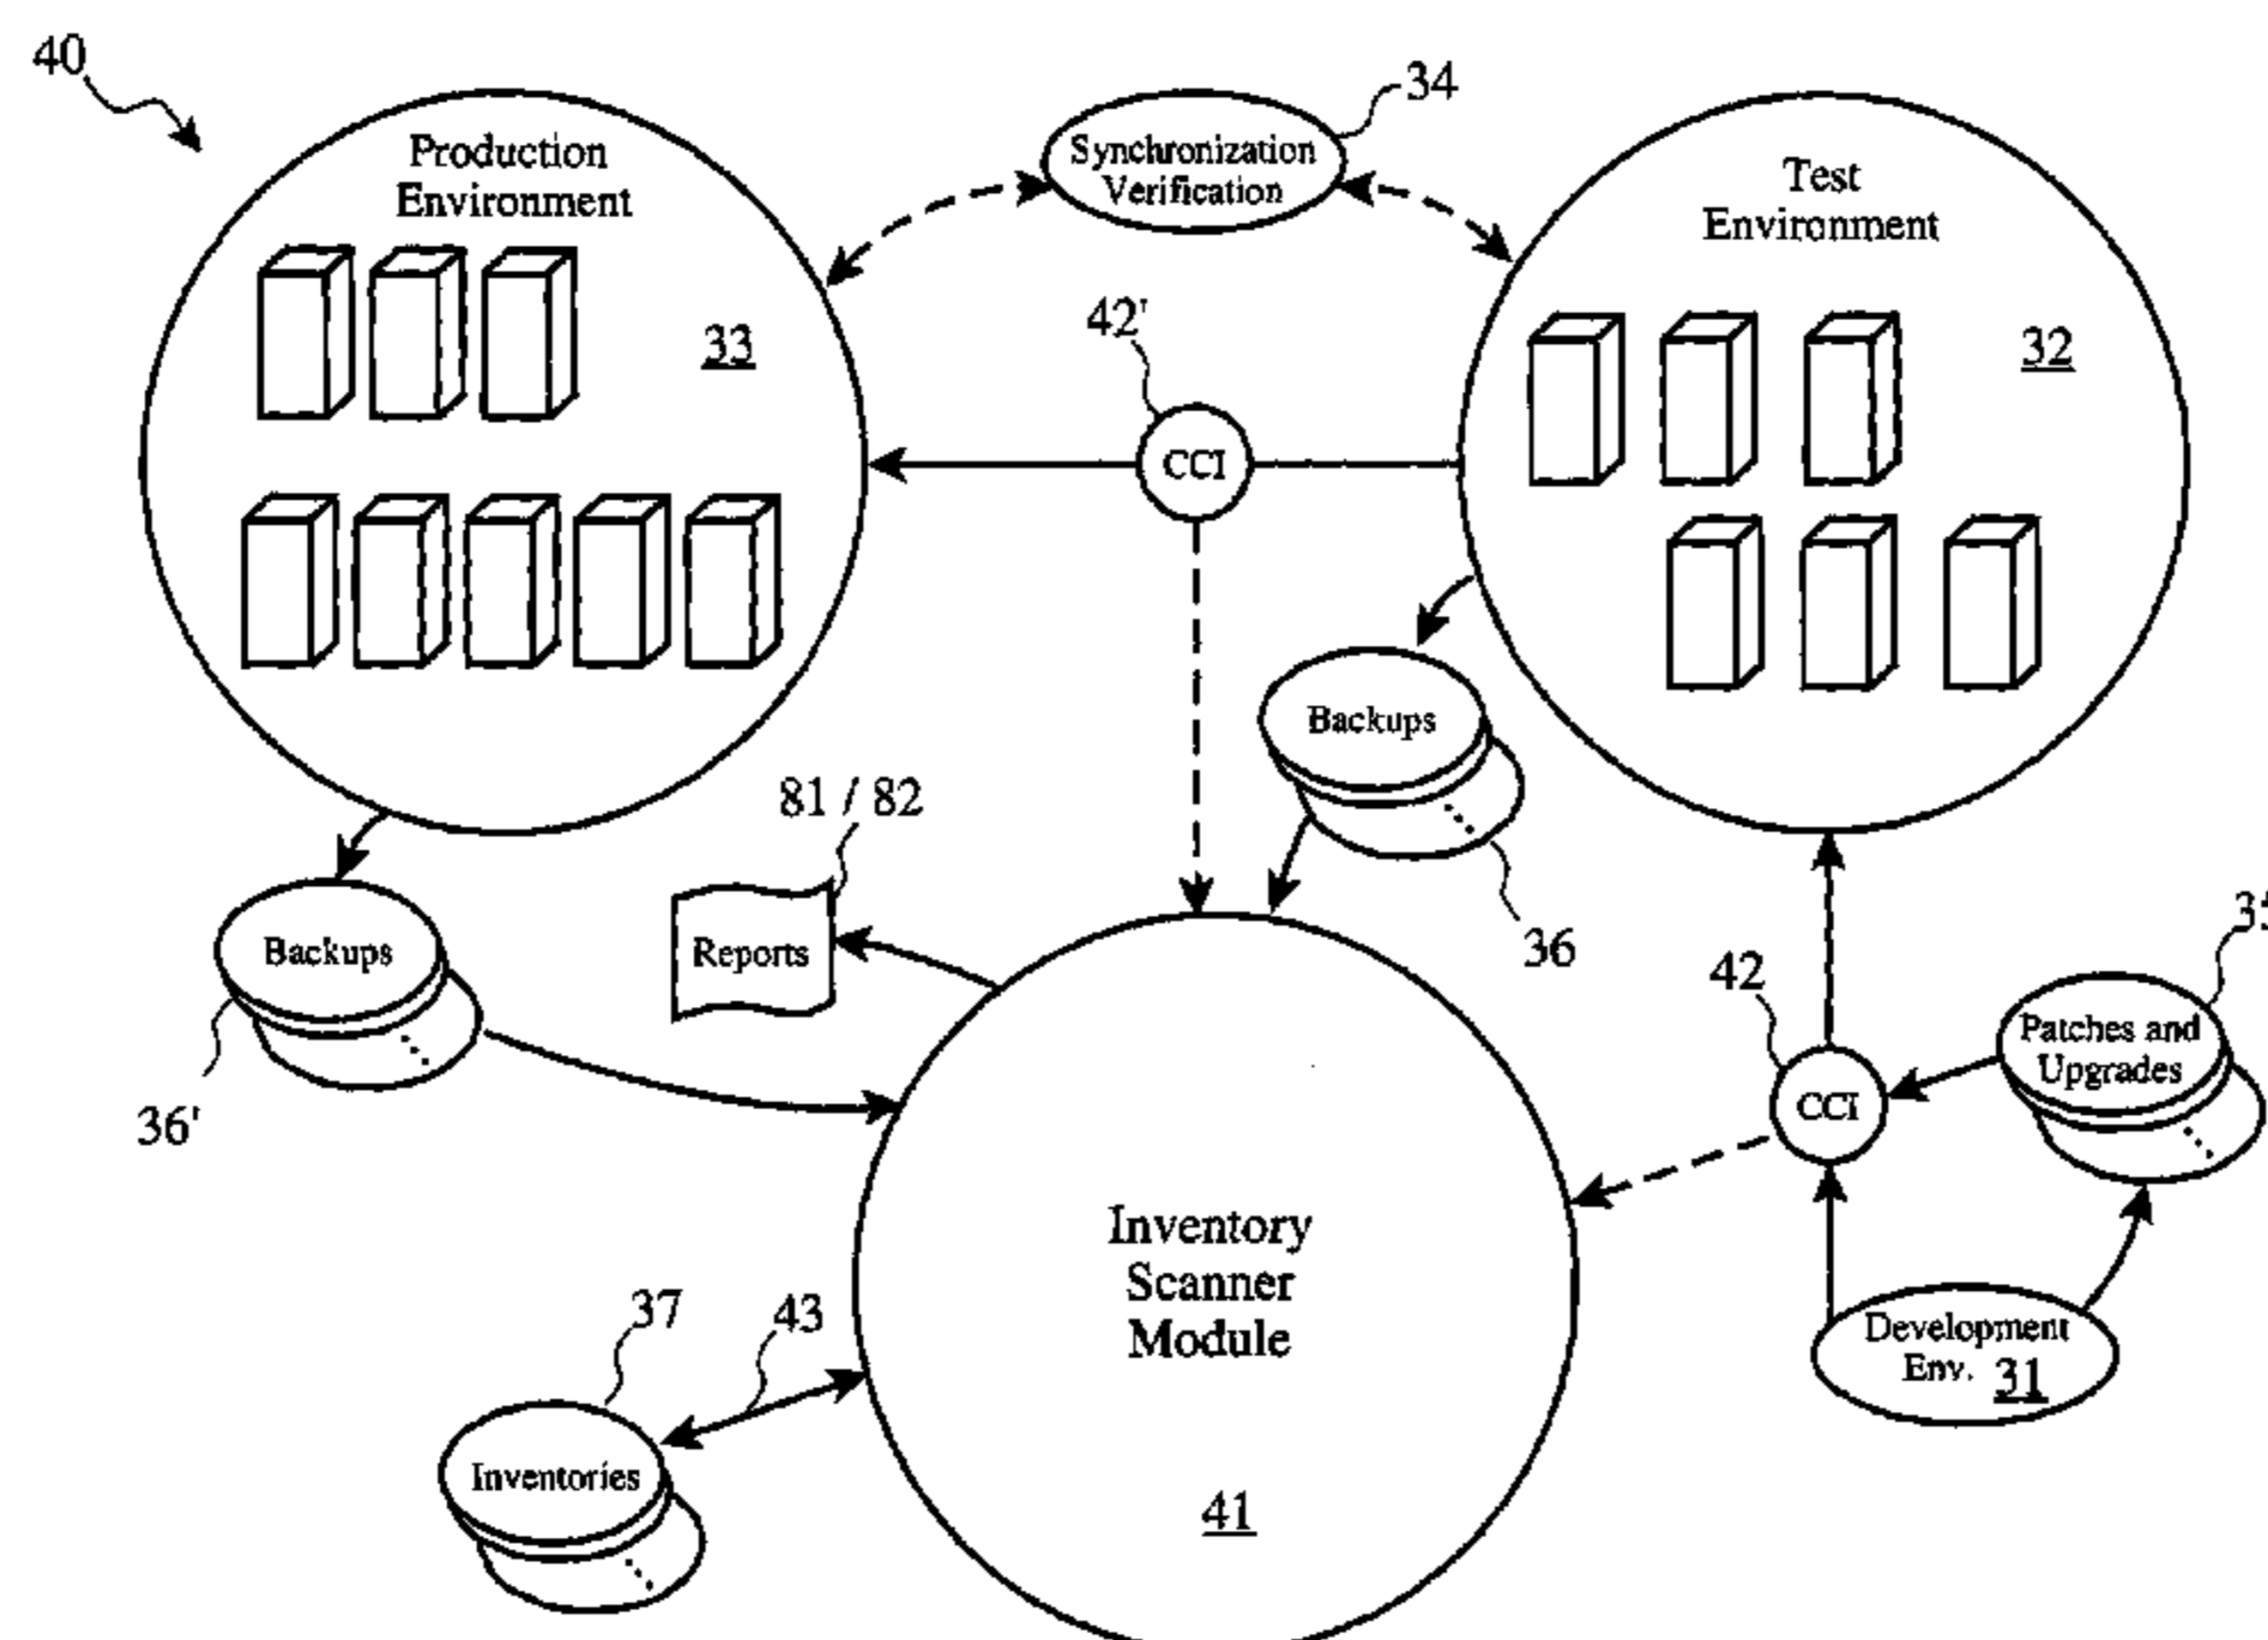 40
Production
Environment
33
Synchronization
Verification
34
Test
Environment
32
42'
CCI
Backups
36
81 / 82
Reports
Backups
36'
42
CCI
Patches and
Upgrades
Development
Env. 31
Inventory
Scanner
Module
41
37
43
Inventories